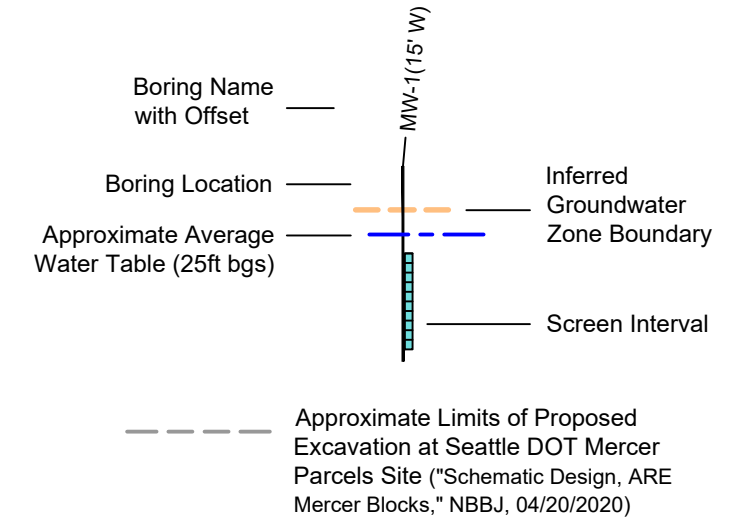 MW-1(15' W)
Boring Name
with Offset
Boring Location
Approximate Average
Water Table (25ft bgs)
Inferred
Groundwater
Zone Boundary
Screen Interval
Approximate Limits of Proposed
Excavation at Seattle DOT Mercer
Parcels Site ("Schematic Design, ARE
Mercer Blocks," NBBJ, 04/20/2020)